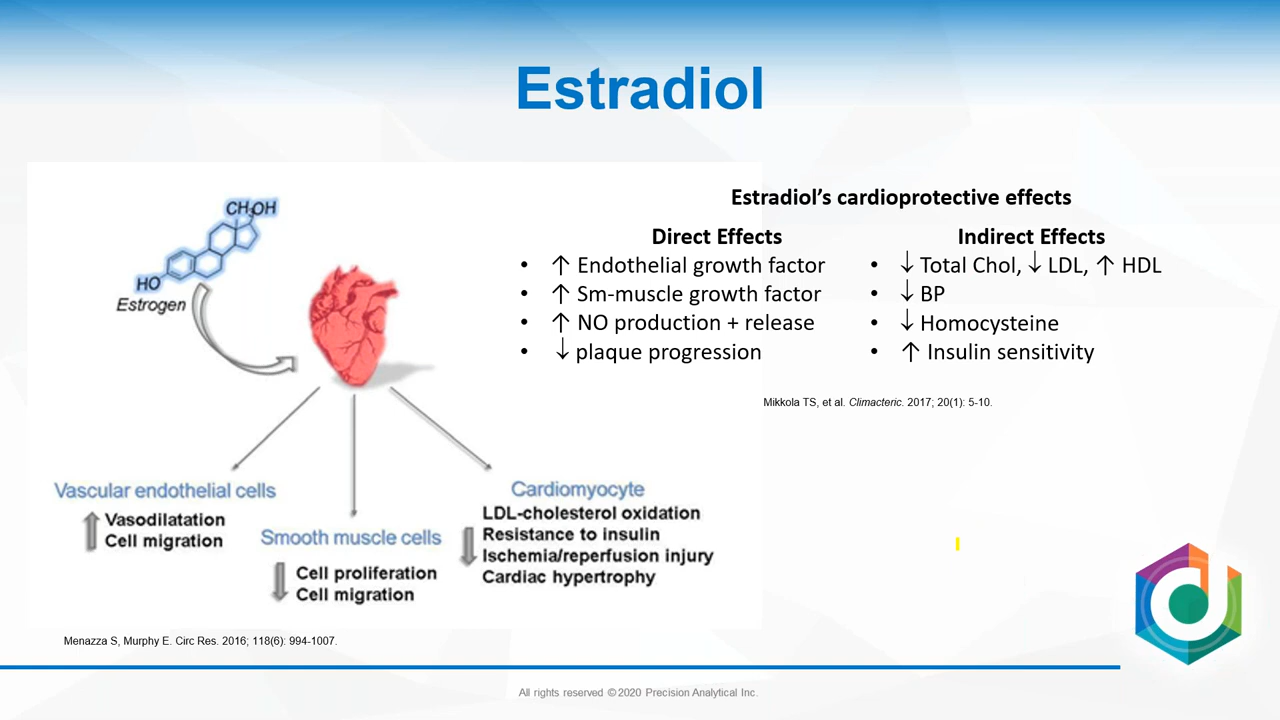 Estradiol
CH₃OH
HO
Estrogen
Vascular endothelial cells
Vasodilatation
Cell migration
Smooth muscle cells
Cell proliferation
Cell migration
Cardiomyocyte
LDL-cholesterol oxidation
Resistance to insulin
Ischemia/reperfusion injury
Cardiac hypertrophy
Menazza S, Murphy E. Circ Res. 2016; 118(6): 994-1007.
Estradiol’s cardioprotective effects
Direct Effects
• ↑ Endothelial growth factor
• ↑ Sm-muscle growth factor
• ↑ NO production + release
• ↓ plaque progression
Indirect Effects
• ↓ Total Chol, ↓ LDL, ↑ HDL
• ↓ BP
• ↓ Homocysteine
• ↑ Insulin sensitivity
Mikkola TS, et al. Climacteric. 2017; 20(1): 5-10.
All rights reserved © 2020 Precision Analytical Inc.